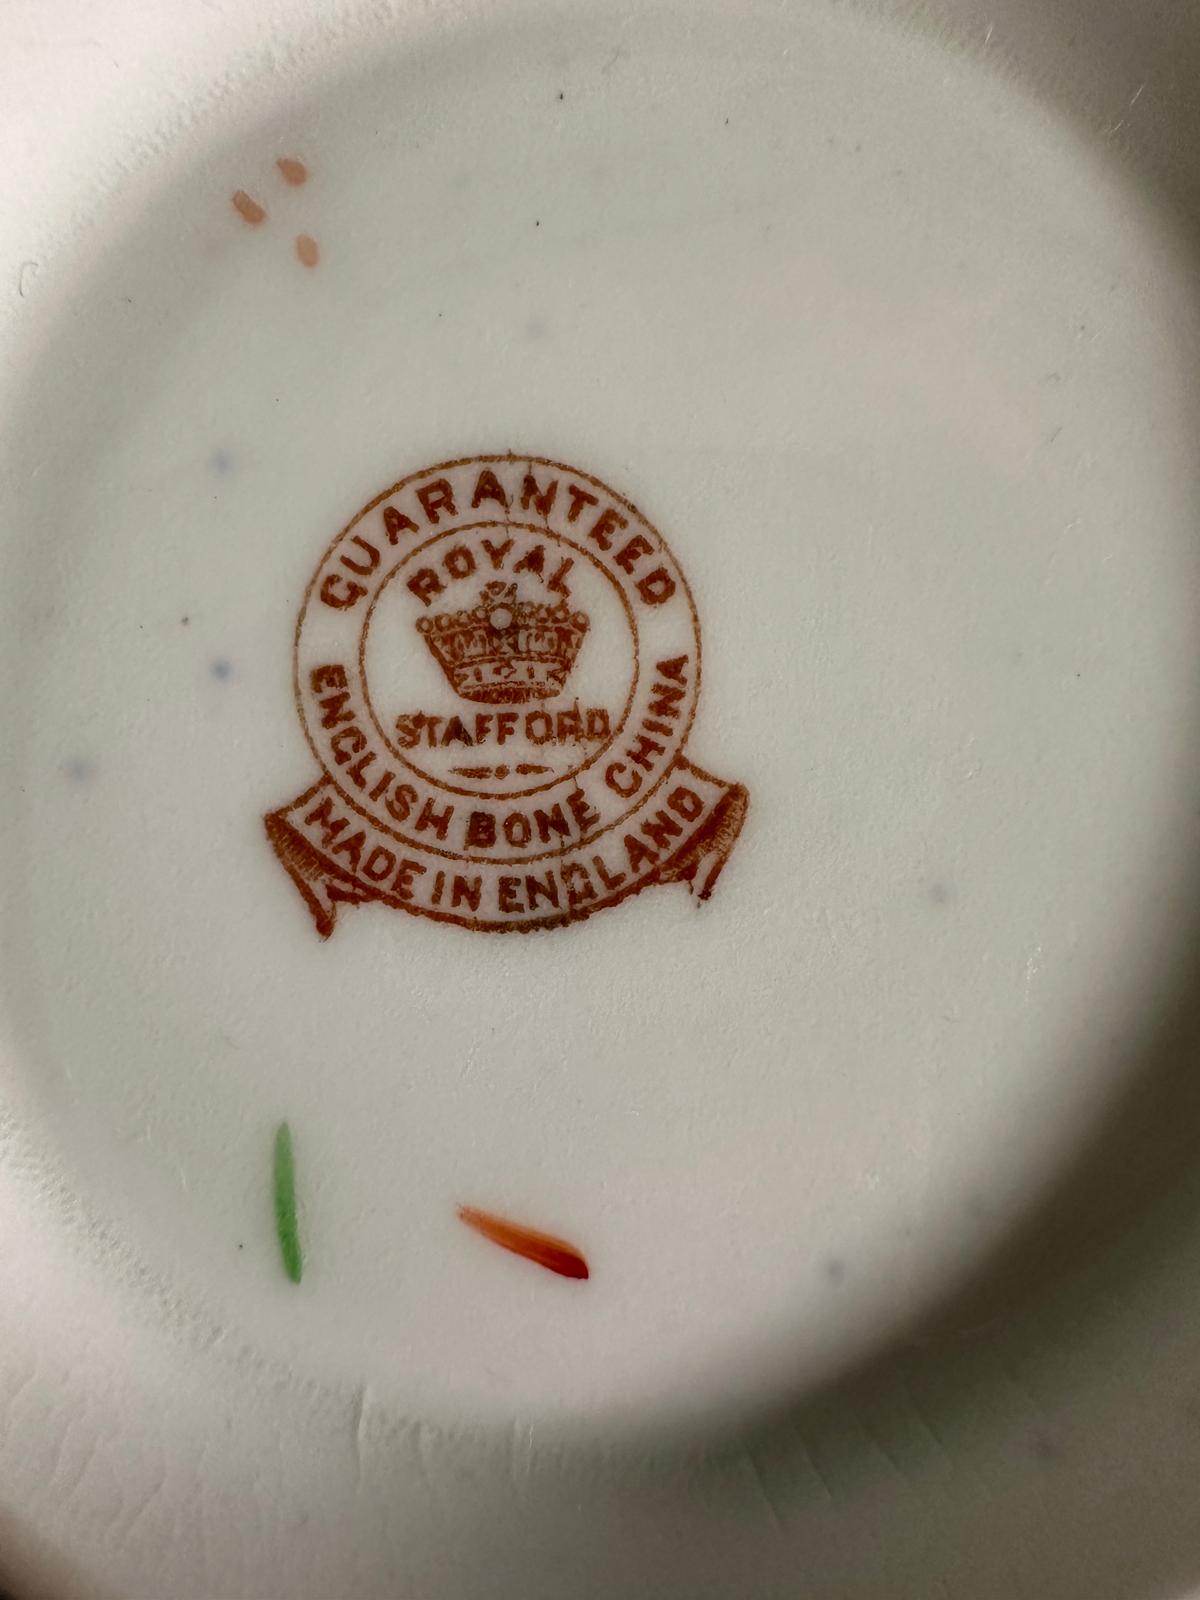 GUARANTEED
ROYAL
STAFFORD
ENGLISH BONE CHINA
MADE IN ENGLAND